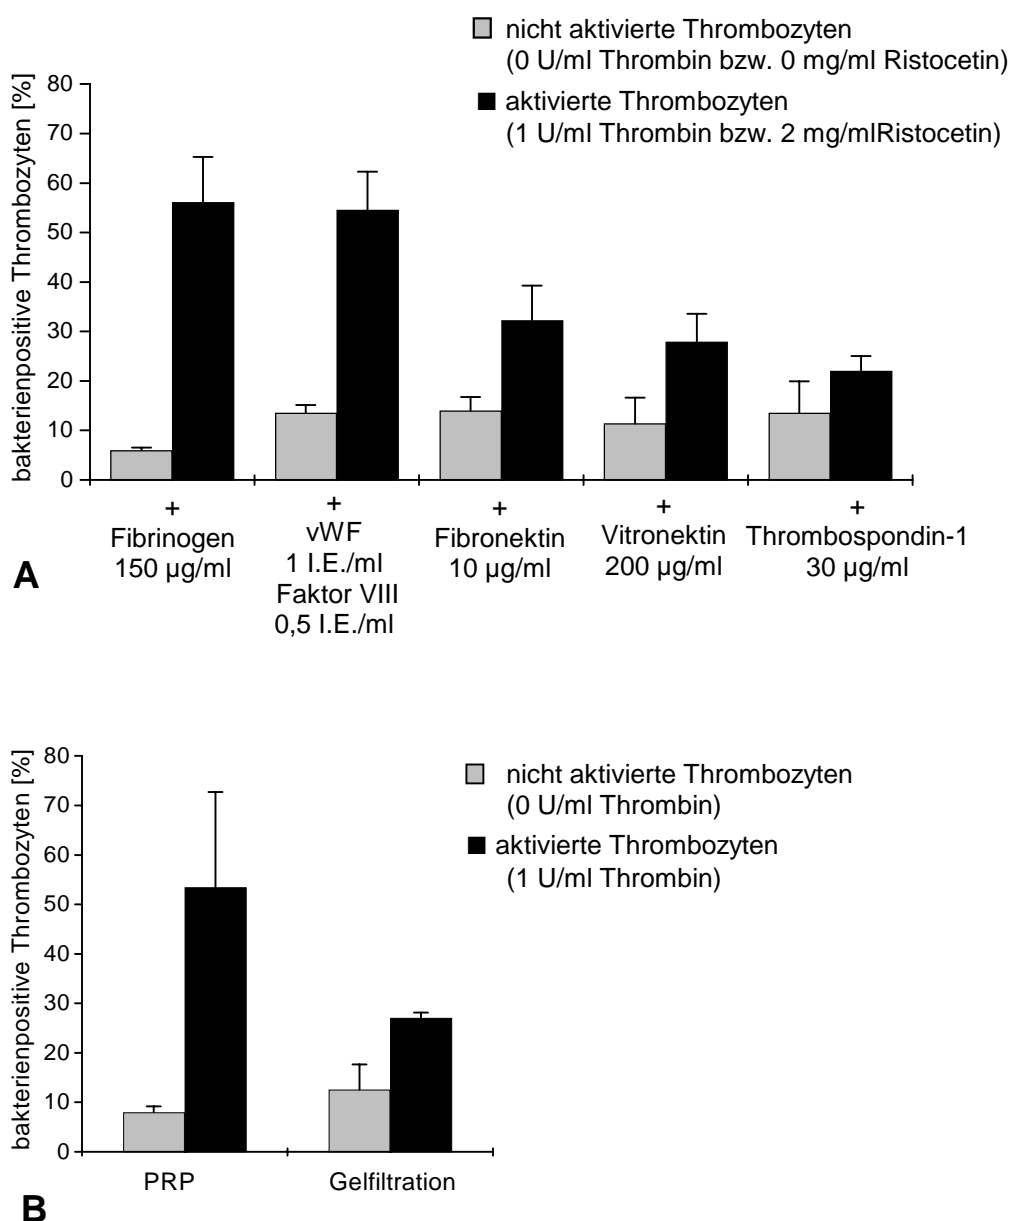 nicht aktivierte Thrombozyten
(0 U/ml Thrombin bzw. 0 mg/ml Ristocetin)
aktivierte Thrombozyten
(1 U/ml Thrombin bzw. 2 mg/mlRistocetin)
bakterienpositive Thrombozyten [%]
80
70
60
50
40
30
20
10
0
+
Fibrinogen
150 µg/ml
+
vWF
1 I.E./ml
Faktor VIII
0,5 I.E./ml
+
Fibronektin
10 µg/ml
+
Vitronektin
200 µg/ml
+
Thrombospondin-1
30 µg/ml
A
nicht aktivierte Thrombozyten
(0 U/ml Thrombin)
aktivierte Thrombozyten
(1 U/ml Thrombin)
bakterienpositive Thrombozyten [%]
80
70
60
50
40
30
20
10
0
PRP
Gelfiltration
B